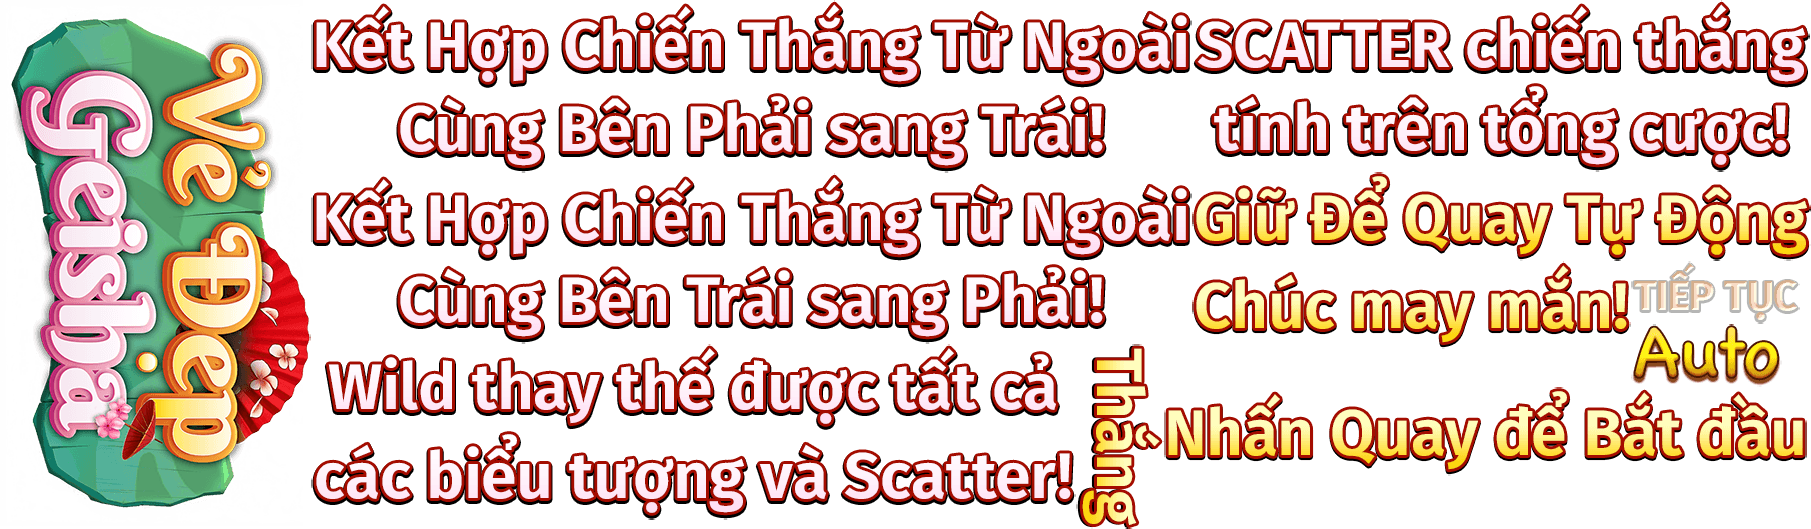 Vẻ Đẹp
Geisha
Kết Hợp Chiến Thắng Từ Ngoài
Cùng Bên Phải sang Trái!
Kết Hợp Chiến Thắng Từ Ngoài
Cùng Bên Trái sang Phải!
Wild thay thế được tất cả
các biểu tượng và Scatter!
Thắng
SCATTER chiến thắng
tính trên tổng cược!
Giữ Để Quay Tự Động
Chúc may mắn!
TIẾP TỤC
Auto
Nhấn Quay để Bắt đầu